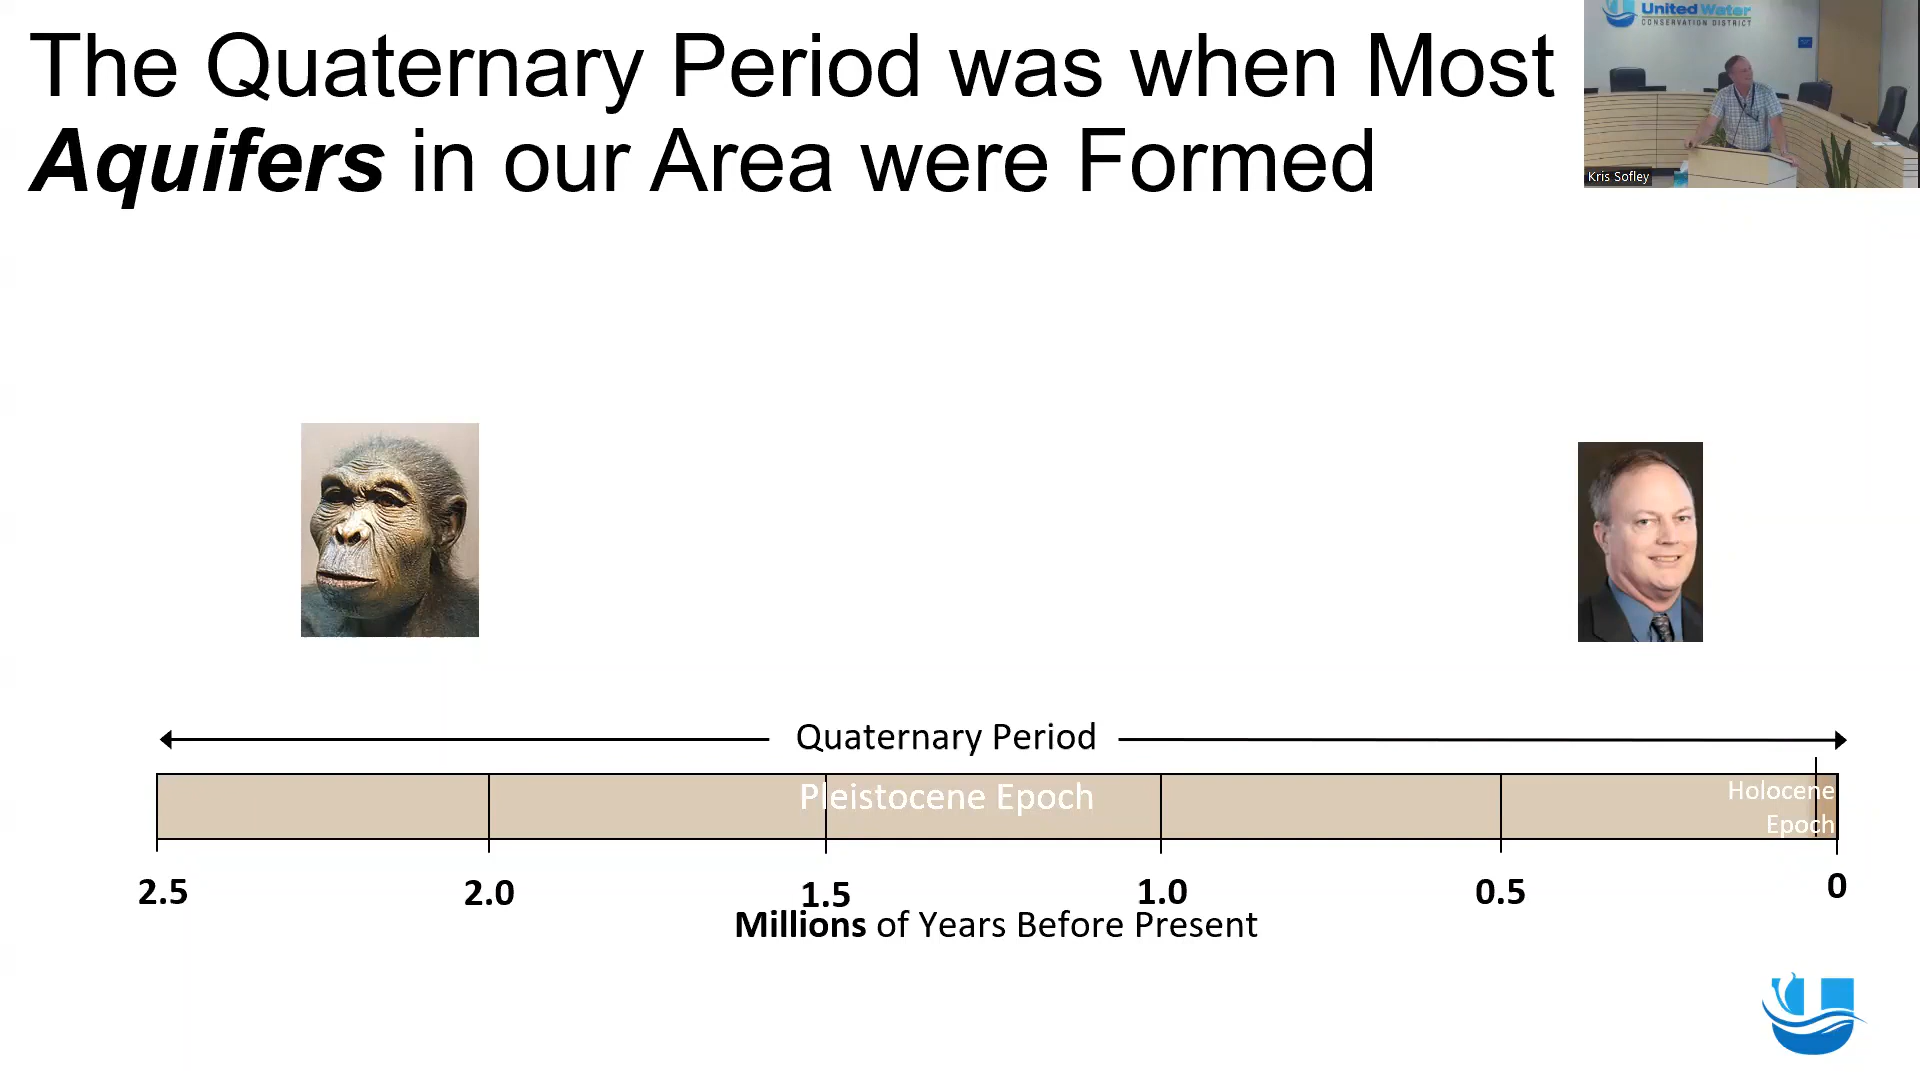 The Quaternary Period was when Most
Aquifers in our Area were Formed
United Water
CONSERVATION DISTRICT
Kris Sofley
Quaternary Period
Pleistocene Epoch
Holocene
Epoch
2.5 2.0 1.5 1.0 0.5 0
Millions of Years Before Present